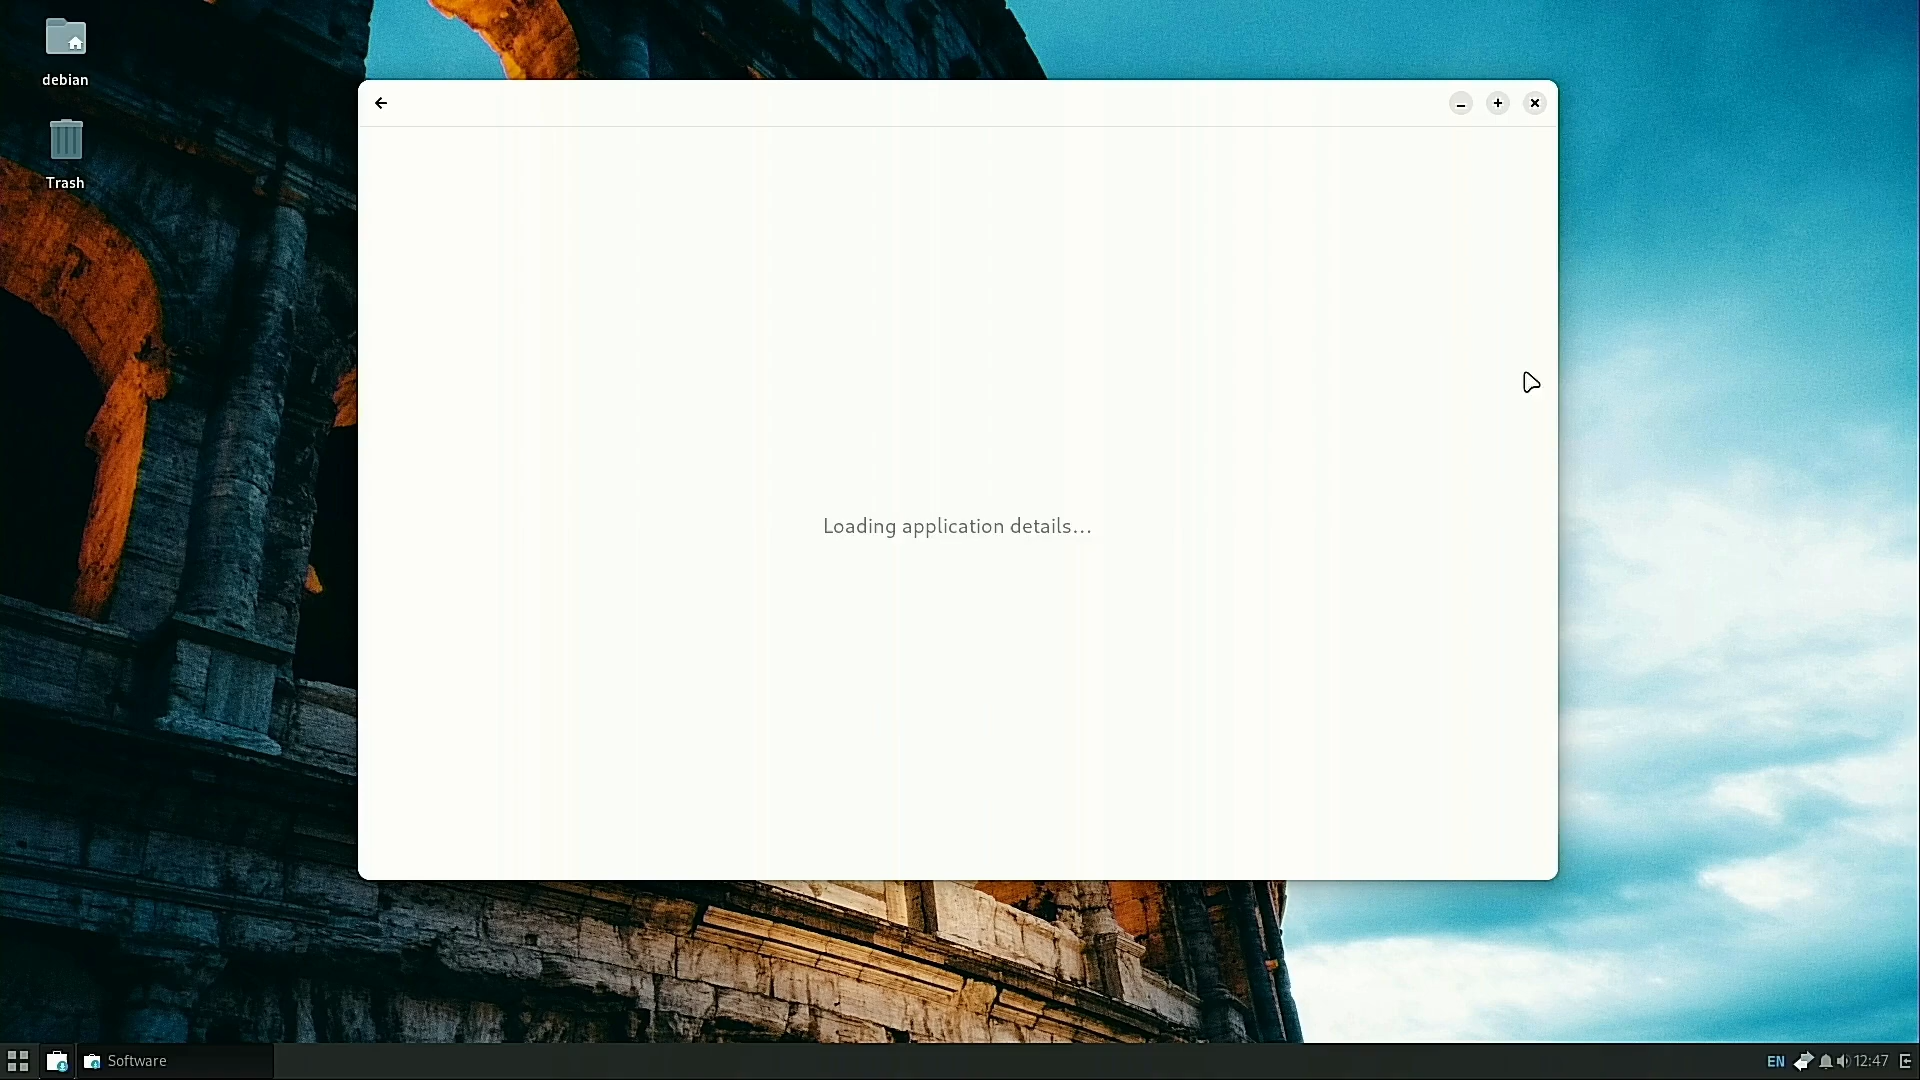 debian
Trash
Loading application details...
Software
EN
12:47